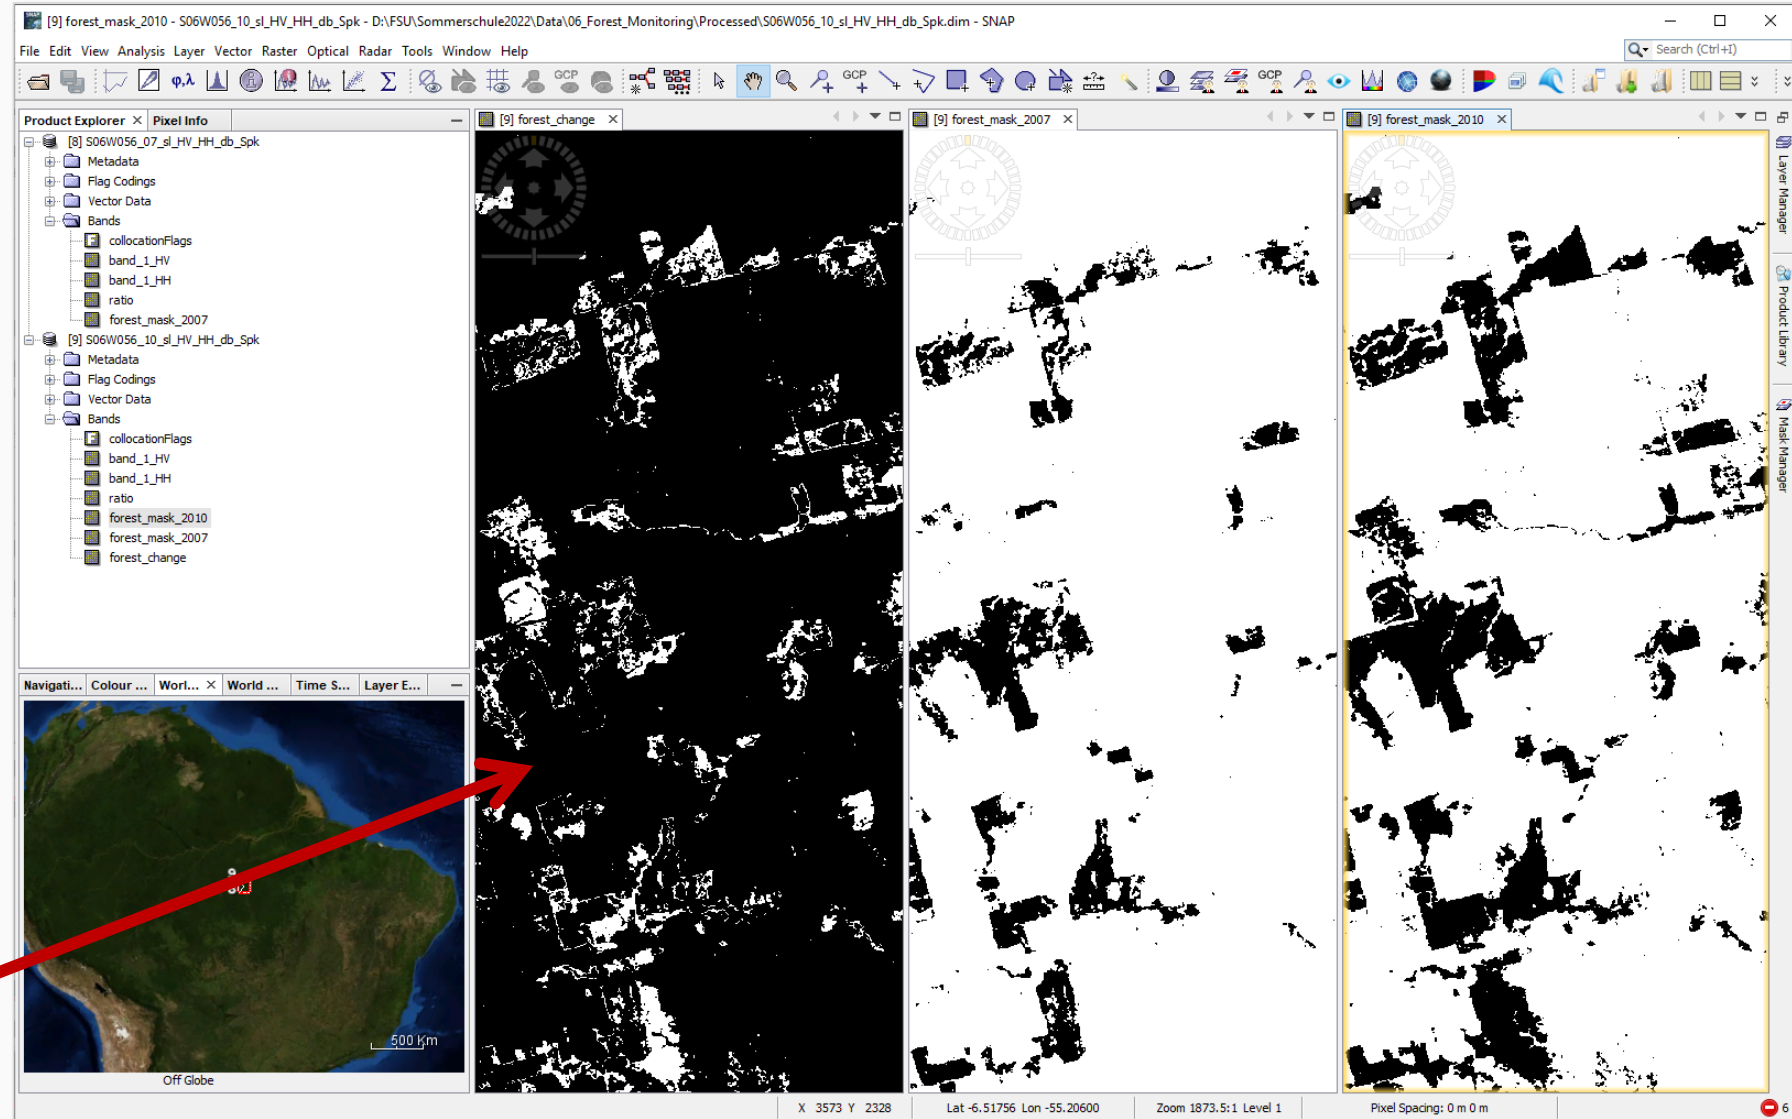 [9] forest_mask_2010 - S06W056_10_sl_HV_HH_db_Spk - D:\FSU\Sommerschule2022\Data\06_Forest_Monitoring\Processed\S06W056_10_sl_HV_HH_db_Spk.dim - SNAP
File Edit View Analysis Layer Vector Raster Optical Radar Tools Window Help
Search (Ctrl+I)
φ,λ Σ GCP GCP GCP
Product Explorer Pixel Info
[8] S06W056_07_sl_HV_HH_db_Spk
Metadata
Flag Codings
Vector Data
Bands
collocationFlags
band_1_HV
band_1_HH
ratio
forest_mask_2007
[9] S06W056_10_sl_HV_HH_db_Spk
Metadata
Flag Codings
Vector Data
Bands
collocationFlags
band_1_HV
band_1_HH
ratio
forest_mask_2010
forest_mask_2007
forest_change
Navigati... Colour ... Worl... World ... Time S... Layer E...
500 Km
Off Globe
[9] forest_change
[9] forest_mask_2007
[9] forest_mask_2010
Layer Manager
Product Library
Mask Manager
X 3573 Y 2328
Lat -6.51756 Lon -55.20600
Zoom 1873.5:1 Level 1
Pixel Spacing: 0 m 0 m